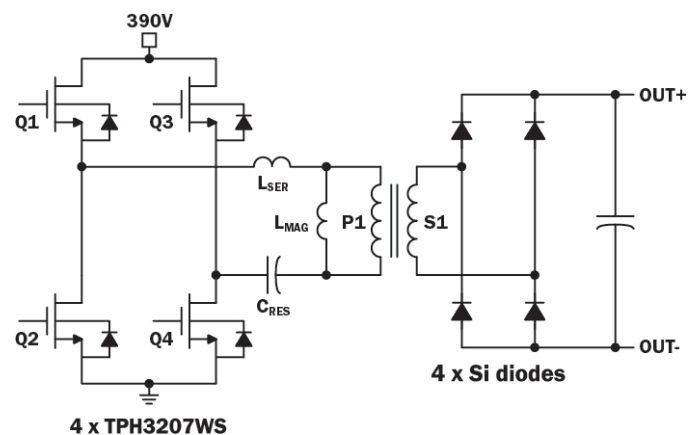 390V
Q1
Q3
OUT+
LSER
LMAG
P1
S1
CRES
Q2
Q4
OUT-
4 x Si diodes
4 x TPH3207WS